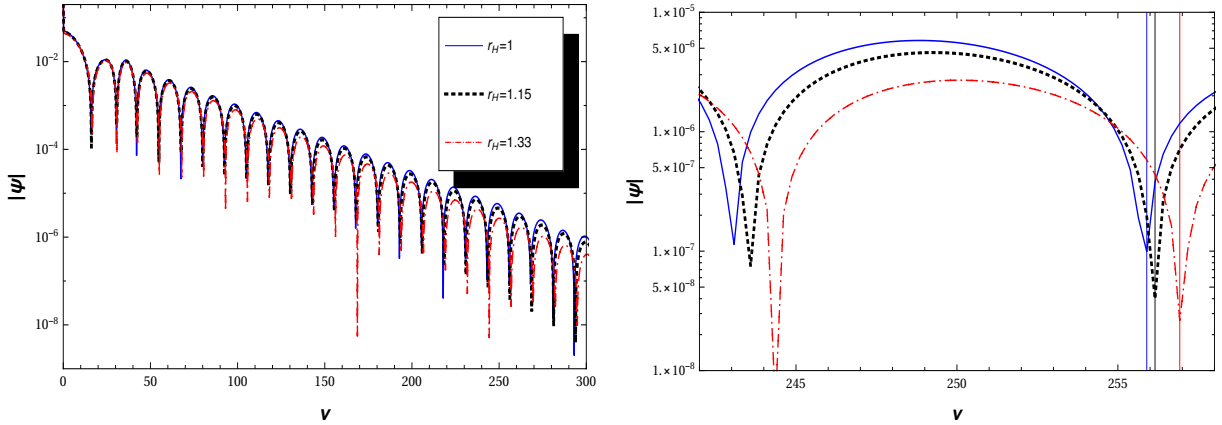 |ψ|
10⁻²
10⁻⁴
10⁻⁶
10⁻⁸
0 50 100 150 200 250 300
v
r_H=1
r_H=1.15
r_H=1.33
|ψ|
1.×10⁻⁵
5.×10⁻⁶
1.×10⁻⁶
5.×10⁻⁷
1.×10⁻⁷
5.×10⁻⁸
1.×10⁻⁸
245 250 255
v